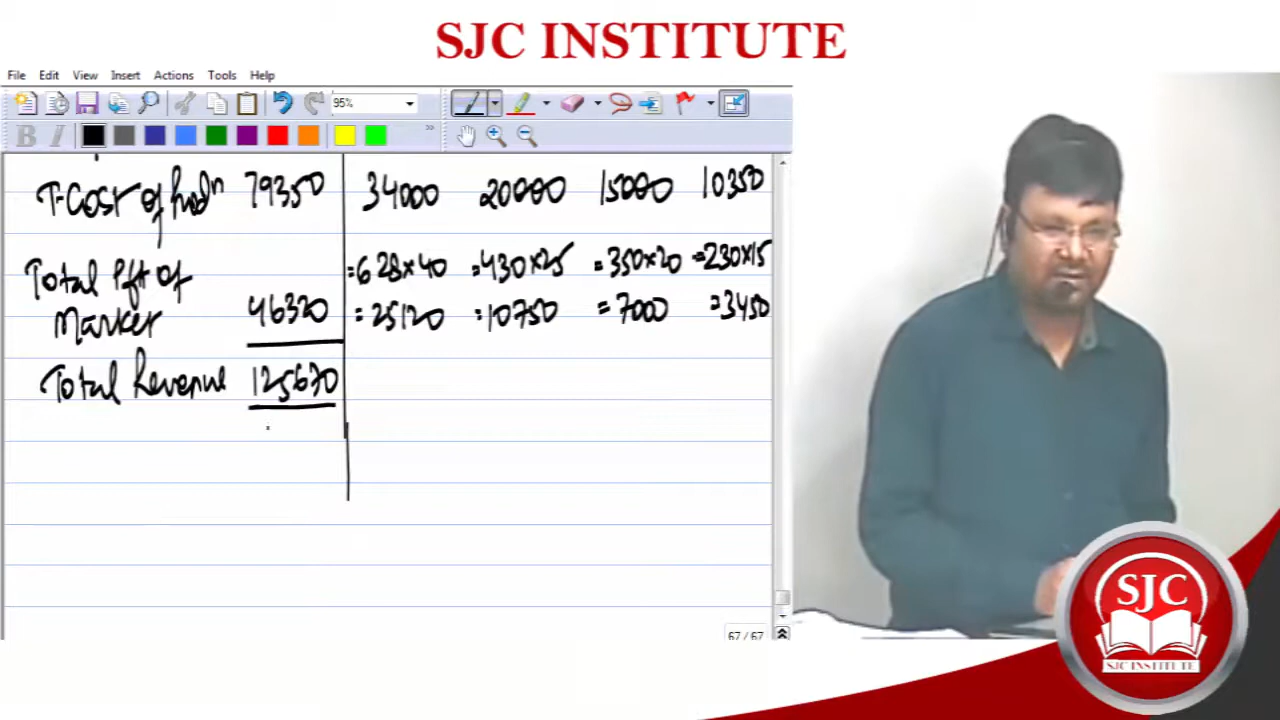 SJC INSTITUTE
File Edit View Insert Actions Tools Help
95%
B I
T-Cost of Prodn 79350 34000 20000 15000 10350
Total Pft of =628×40 =430×25 =350×20 =230×15
Market 46320 =25120 =10750 =7000 =3450
Total Revenue 125670
67/67
SJC
SJC INSTITUTE